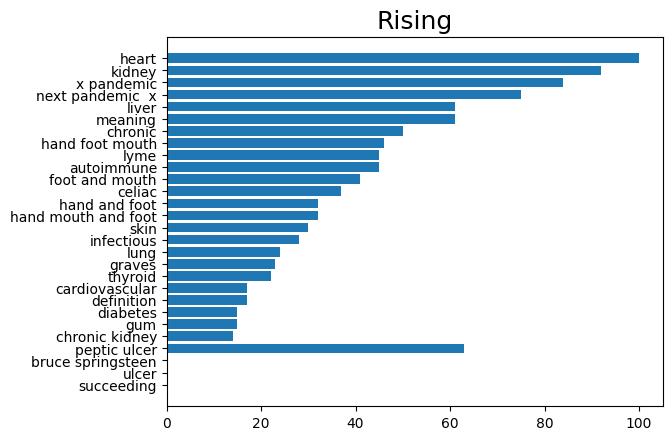 Rising
heart
kidney
x pandemic
next pandemic  x
liver
meaning
chronic
hand foot mouth
lyme
autoimmune
foot and mouth
celiac
hand and foot
hand mouth and foot
skin
infectious
lung
graves
thyroid
cardiovascular
definition
diabetes
gum
chronic kidney
peptic ulcer
bruce springsteen
ulcer
succeeding
0 20 40 60 80 100